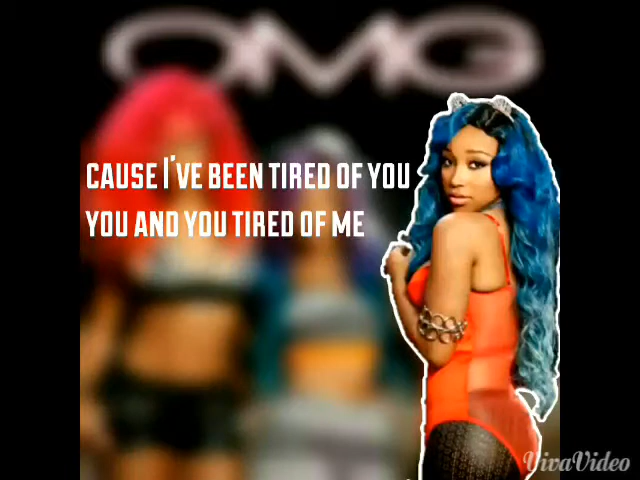 OMG
CAUSE I'VE BEEN TIRED OF YOU
YOU AND YOU TIRED OF ME
VivaVideo